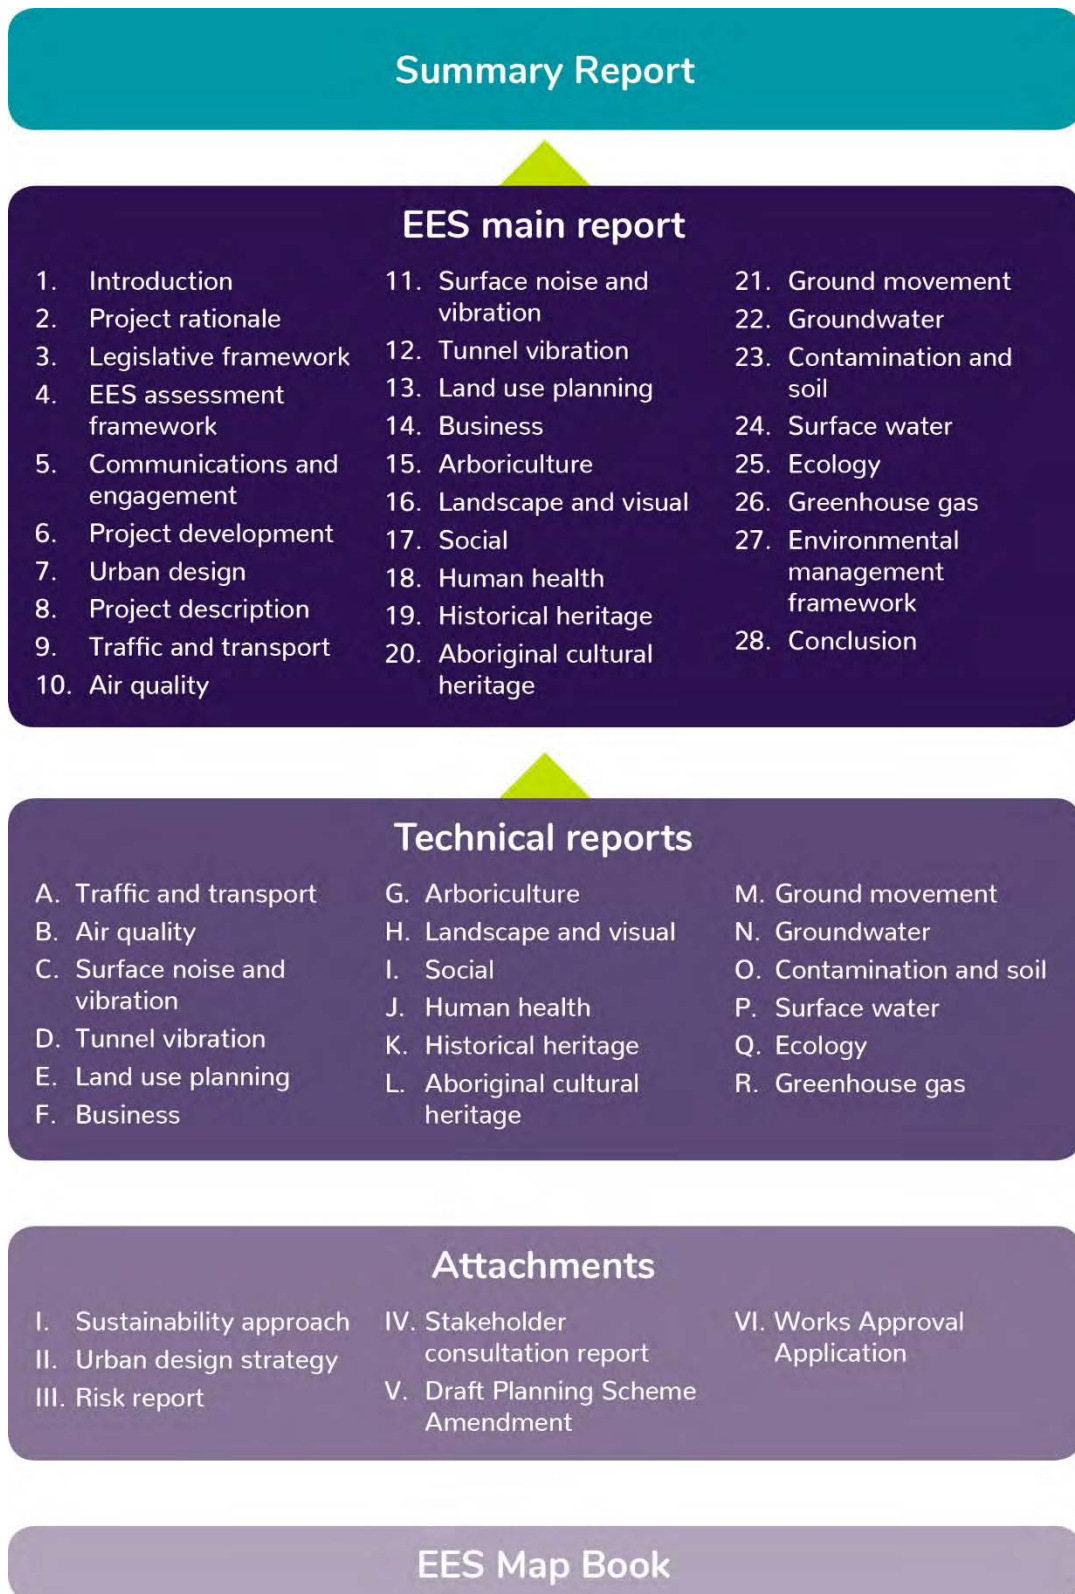 Summary Report
EES main report
1. Introduction
2. Project rationale
3. Legislative framework
4. EES assessment
framework
5. Communications and
engagement
6. Project development
7. Urban design
8. Project description
9. Traffic and transport
10. Air quality
11. Surface noise and
vibration
12. Tunnel vibration
13. Land use planning
14. Business
15. Arboriculture
16. Landscape and visual
17. Social
18. Human health
19. Historical heritage
20. Aboriginal cultural
heritage
21. Ground movement
22. Groundwater
23. Contamination and
soil
24. Surface water
25. Ecology
26. Greenhouse gas
27. Environmental
management
framework
28. Conclusion
Technical reports
A. Traffic and transport
B. Air quality
C. Surface noise and
vibration
D. Tunnel vibration
E. Land use planning
F. Business
G. Arboriculture
H. Landscape and visual
I. Social
J. Human health
K. Historical heritage
L. Aboriginal cultural
heritage
M. Ground movement
N. Groundwater
O. Contamination and soil
P. Surface water
Q. Ecology
R. Greenhouse gas
Attachments
I. Sustainability approach
II. Urban design strategy
III. Risk report
IV. Stakeholder
consultation report
V. Draft Planning Scheme
Amendment
VI. Works Approval
Application
EES Map Book